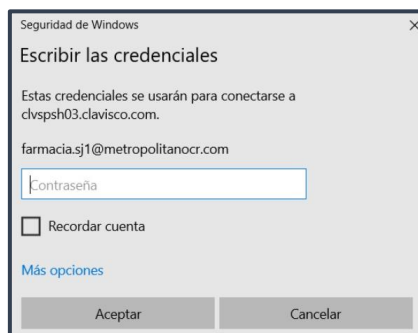 Seguridad de Windows
Escribir las credenciales
Estas credenciales se usarán para conectarse a
clvspsh03.clavisco.com.
farmacia.sj1@metropolitanocr.com
Contraseña
Recordar cuenta
Más opciones
Aceptar Cancelar